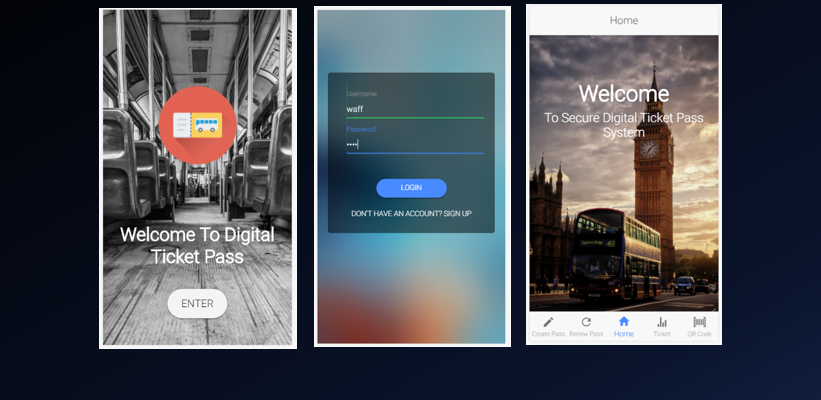 Welcome To Digital
Ticket Pass
ENTER
Username
waff
Password
••••
LOGIN
DON'T HAVE AN ACCOUNT? SIGN UP
Home
Welcome
To Secure Digital Ticket Pass
System
453
Create Pass Renew Pass Home Ticket QR Code